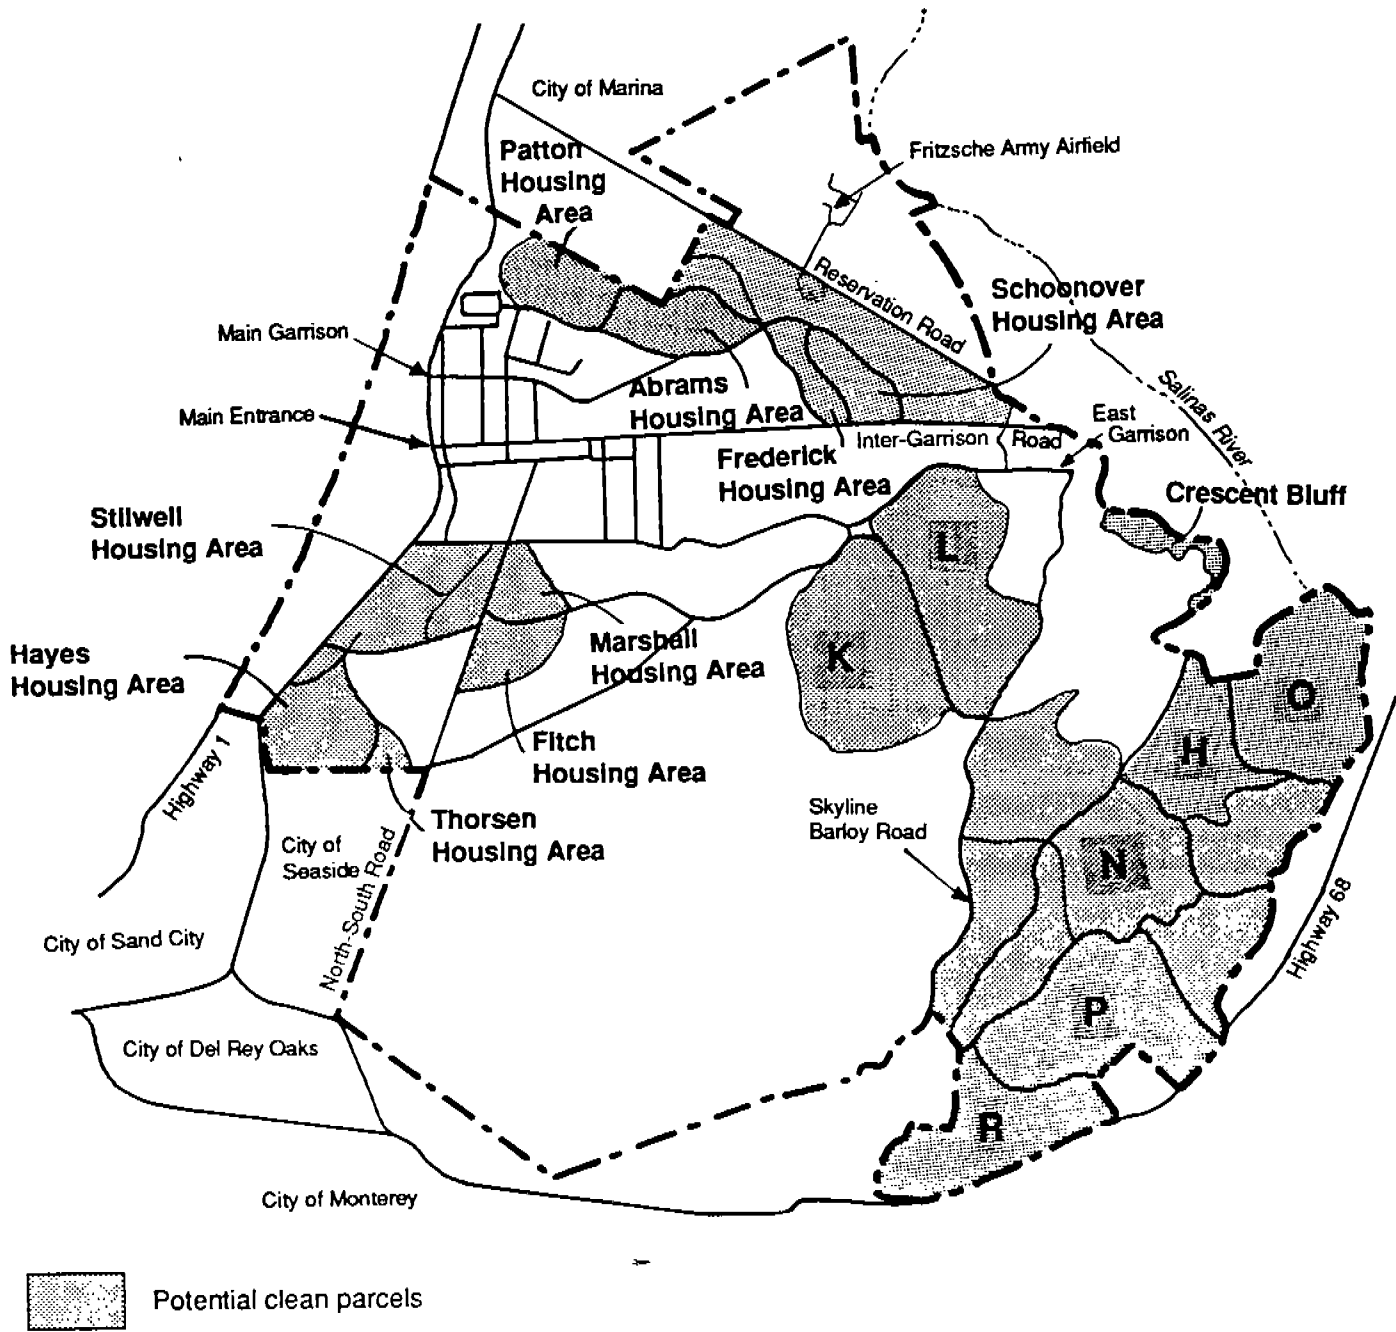 City of Marina
Fritzsche Army Airfield
Patton
Housing
Area
Reservation Road
Schoonover
Housing Area
Main Garrison
Salinas River
Abrams
Housing Area
Main Entrance
East
Garrison
Inter-Garrison Road
Frederick
Housing Area
Crescent Bluff
Stilwell
Housing Area
L
Marshall
Housing Area
K
Hayes
Housing Area
O
H
Fitch
Housing Area
Highway 1
Skyline
Barloy Road
Thorsen
Housing Area
City of
Seaside
N
North-South Road
Highway 68
City of Sand City
P
City of Del Rey Oaks
R
City of Monterey
Potential clean parcels